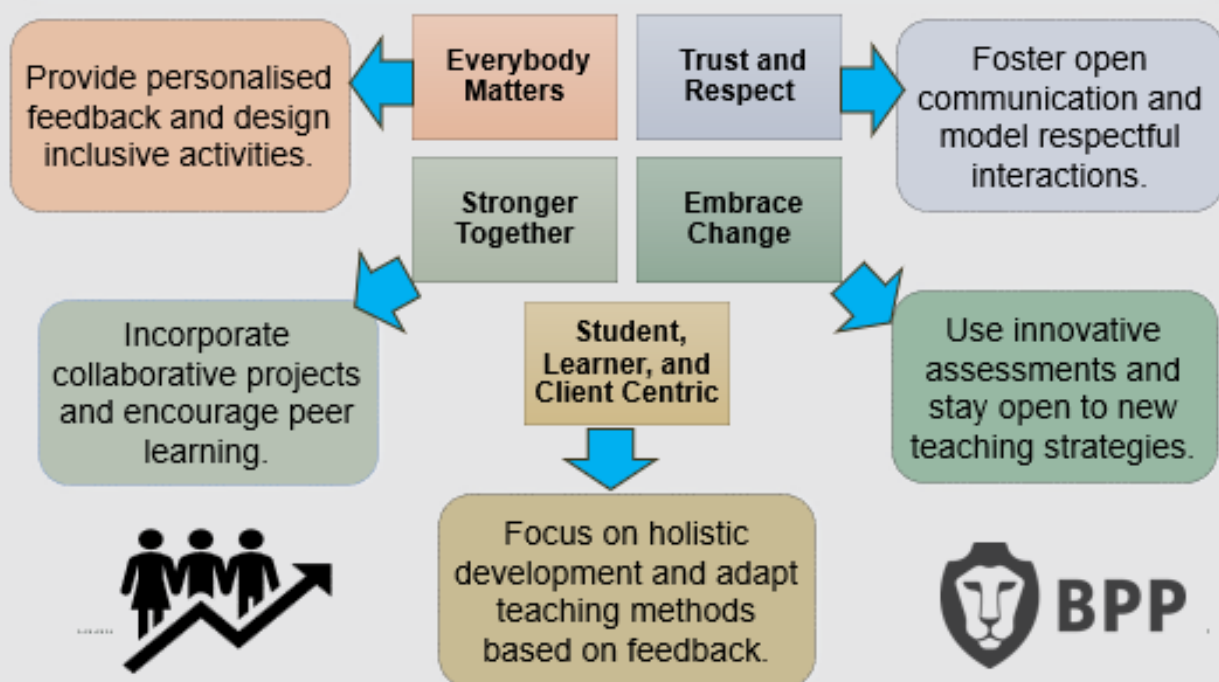 Everybody
Matters
Provide personalised
feedback and design
inclusive activities.
Trust and
Respect
Foster open
communication and
model respectful
interactions.
Stronger
Together
Incorporate
collaborative projects
and encourage peer
learning.
Embrace
Change
Use innovative
assessments and
stay open to new
teaching strategies.
Student,
Learner, and
Client Centric
Focus on holistic
development and adapt
teaching methods
based on feedback.
BPP